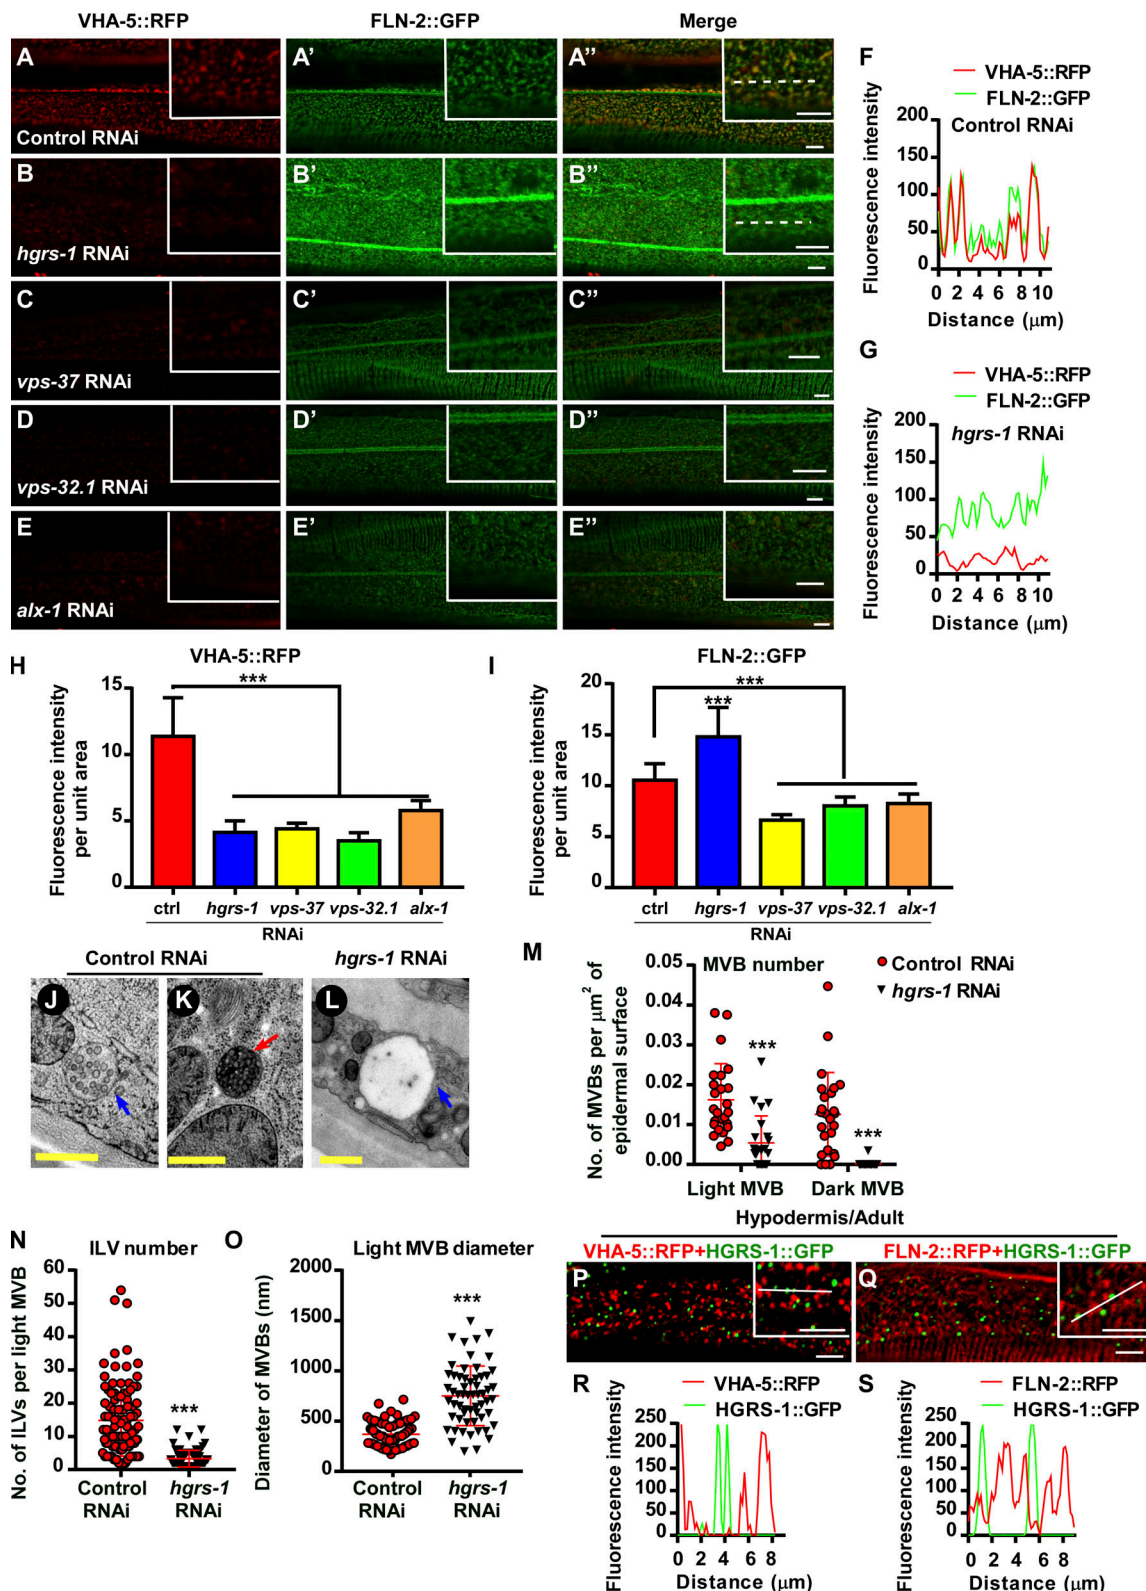 VHA-5::RFP
FLN-2::GFP
Merge
A
Control RNAi
A'
A''
B
hgrs-1 RNAi
B'
B''
C
vps-37 RNAi
C'
C''
D
vps-32.1 RNAi
D'
D''
E
alx-1 RNAi
E'
E''
F
VHA-5::RFP
FLN-2::GFP
Control RNAi
Fluorescence intensity
200
150
100
50
0
0 2 4 6 8 10
Distance (μm)
G
VHA-5::RFP
FLN-2::GFP
hgrs-1 RNAi
Fluorescence intensity
200
150
100
50
0
0 2 4 6 8 10
Distance (μm)
H
VHA-5::RFP
Fluorescence intensity
per unit area
15
10
5
0
***
ctrl hgrs-1 vps-37 vps-32.1 alx-1
RNAi
I
FLN-2::GFP
Fluorescence intensity
per unit area
20
15
10
5
0
***
***
ctrl hgrs-1 vps-37 vps-32.1 alx-1
RNAi
Control RNAi
hgrs-1 RNAi
J
K
L
M
MVB number
Control RNAi
hgrs-1 RNAi
No. of MVBs per μm2 of
epidermal surface
0.05
0.04
0.03
0.02
0.01
0.00
***
***
Light MVB Dark MVB
N
ILV number
No. of ILVs per light MVB
60
50
40
30
20
10
0
***
Control
RNAi
hgrs-1
RNAi
O
Light MVB diameter
Diameter of MVBs (nm)
2000
1500
1000
500
0
***
Control
RNAi
hgrs-1
RNAi
Hypodermis/Adult
VHA-5::RFP+HGRS-1::GFP
FLN-2::RFP+HGRS-1::GFP
P
Q
R
VHA-5::RFP
HGRS-1::GFP
Fluorescence intensity
250
200
150
100
50
0
0 2 4 6 8
Distance (μm)
S
FLN-2::RFP
HGRS-1::GFP
Fluorescence intensity
250
200
150
100
50
0
0 2 4 6 8
Distance (μm)